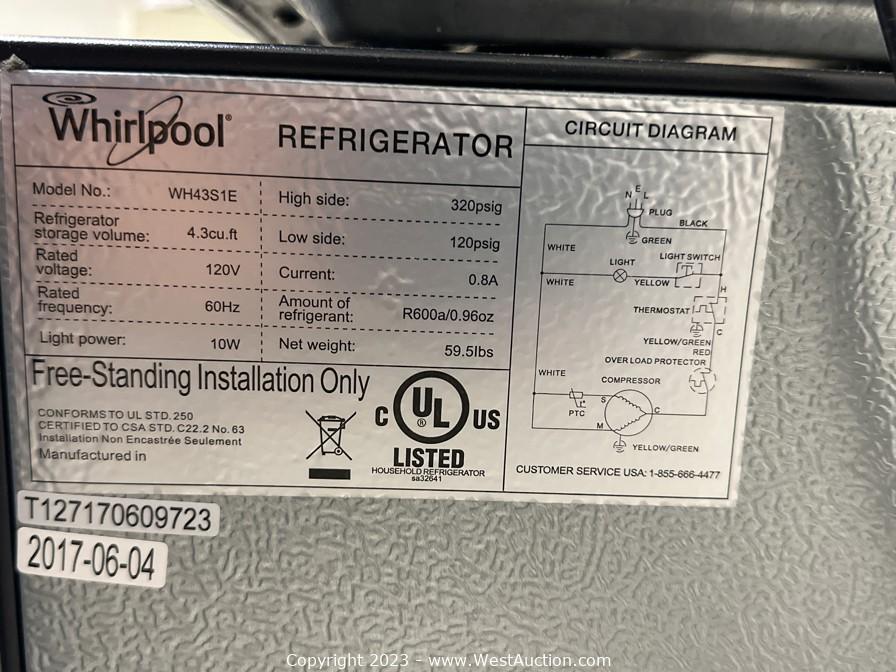 Whirlpool®
REFRIGERATOR
Model No.: WH43S1E
Refrigerator
storage volume: 4.3cu.ft
Rated
voltage: 120V
Rated
frequency: 60Hz
Light power: 10W
High side: 320psig
Low side: 120psig
Current: 0.8A
Amount of
refrigerant: R600a/0.96oz
Net weight: 59.5lbs
Free-Standing Installation Only
CONFORMS TO UL STD. 250
CERTIFIED TO CSA STD. C22.2 No. 63
Installation Non Encastrée Seulement
Manufactured in
C UL ® US
LISTED
HOUSEHOLD REFRIGERATOR
sa32641
CIRCUIT DIAGRAM
N E L
PLUG
BLACK
GREEN
WHITE
LIGHT SWITCH
LIGHT
WHITE
YELLOW
H
THERMOSTAT
C
YELLOW/GREEN
RED
OVER LOAD PROTECTOR
WHITE
COMPRESSOR
PTC
S
C
M
YELLOW/GREEN
CUSTOMER SERVICE USA: 1-855-666-4477
T127170609723
2017-06-04
Copyright © 2023 - www.WestAuction.com